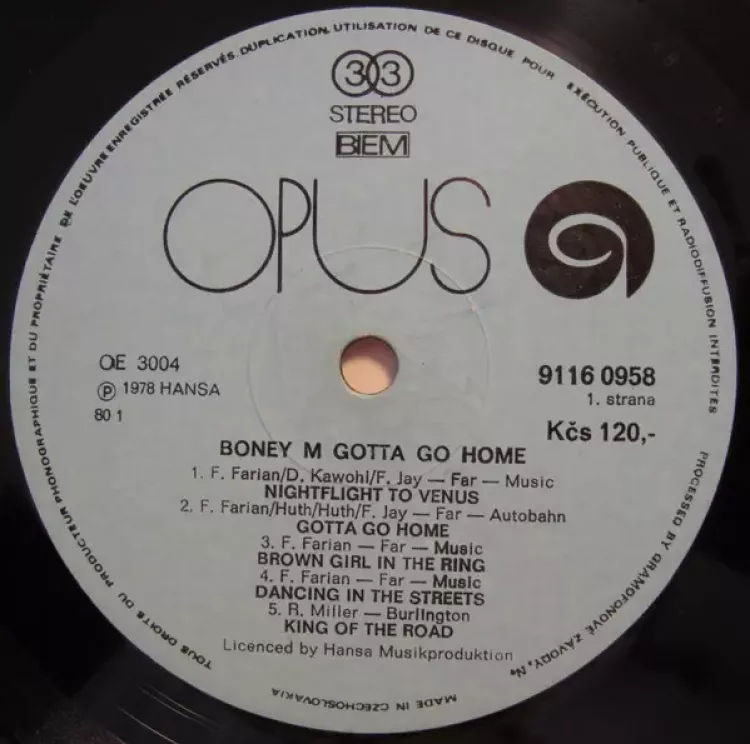 TOUS DROITS DU PRODUCTEUR PHONOGRAPHIQUE ET DU PROPRIÉTAIRE DE L'OEUVRE ENREGISTRÉE RÉSERVÉS. DUPLICATION, UTILISATION DE CE DISQUE POUR EXÉCUTION PUBLIQUE ET RADIODIFFUSION INTERDITES
33
STEREO
BIEM
OPUS
OE 3004
Ⓟ 1978 HANSA
80 1
9116 0958
1. strana
Kčs 120,-
BONEY M GOTTA GO HOME
1. F. Farian/D. Kawohl/F. Jay — Far — Music
NIGHTFLIGHT TO VENUS
2. F. Farian/Huth/Huth/F. Jay — Far — Autobahn
GOTTA GO HOME
3. F. Farian — Far — Music
BROWN GIRL IN THE RING
4. F. Farian — Far — Music
DANCING IN THE STREETS
5. R. Miller — Burlington
KING OF THE ROAD
Licenced by Hansa Musikproduktion
PROCESSED BY GRAMOFONOVÉ ZÁVODY, N.
MADE IN CZECHOSLOVAKIA